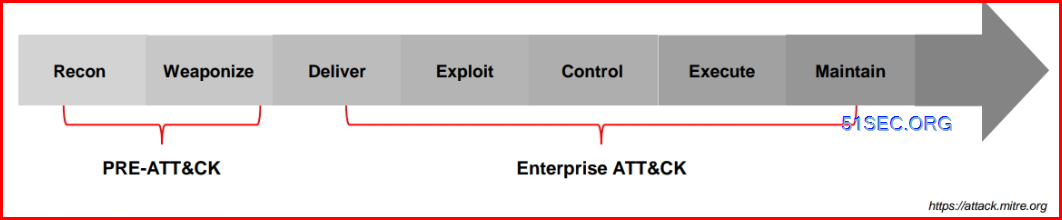 Recon Weaponize Deliver Exploit Control Execute Maintain
51SEC.ORG
PRE-ATT&CK Enterprise ATT&CK
https://attack.mitre.org